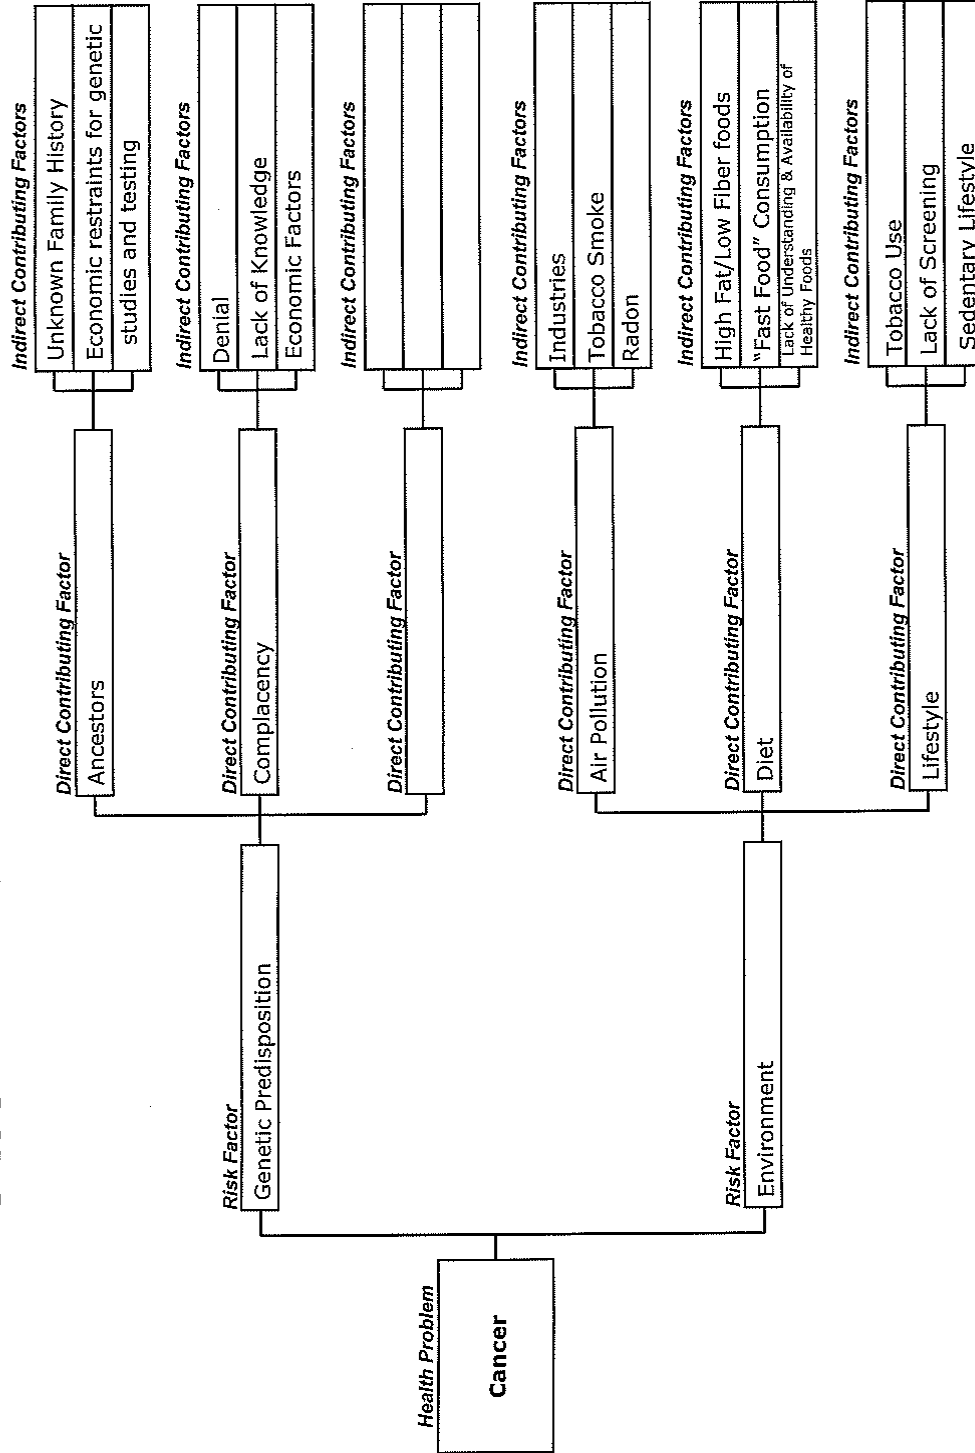 Health Problem
Cancer
Risk Factor
Genetic Predisposition
Direct Contributing Factor
Ancestors
Indirect Contributing Factors
Unknown Family History
Economic restraints for genetic
studies and testing
Direct Contributing Factor
Complacency
Indirect Contributing Factors
Denial
Lack of Knowledge
Economic Factors
Direct Contributing Factor
Indirect Contributing Factors
Risk Factor
Environment
Direct Contributing Factor
Air Pollution
Indirect Contributing Factors
Industries
Tobacco Smoke
Radon
Direct Contributing Factor
Diet
Indirect Contributing Factors
High Fat/Low Fiber foods
"Fast Food" Consumption
Lack of Understanding & Availability of
Healthy Foods
Direct Contributing Factor
Lifestyle
Indirect Contributing Factors
Tobacco Use
Lack of Screening
Sedentary Lifestyle